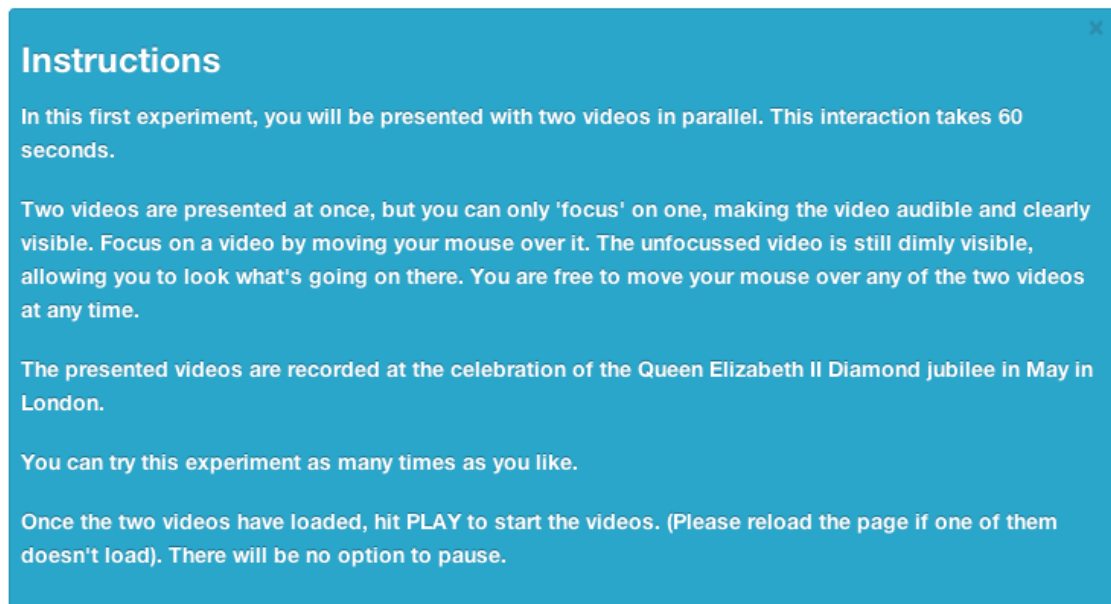 Instructions
In this first experiment, you will be presented with two videos in parallel. This interaction takes 60
seconds.
Two videos are presented at once, but you can only 'focus' on one, making the video audible and clearly
visible. Focus on a video by moving your mouse over it. The unfocussed video is still dimly visible,
allowing you to look what's going on there. You are free to move your mouse over any of the two videos
at any time.
The presented videos are recorded at the celebration of the Queen Elizabeth II Diamond jubilee in May in
London.
You can try this experiment as many times as you like.
Once the two videos have loaded, hit PLAY to start the videos. (Please reload the page if one of them
doesn't load). There will be no option to pause.